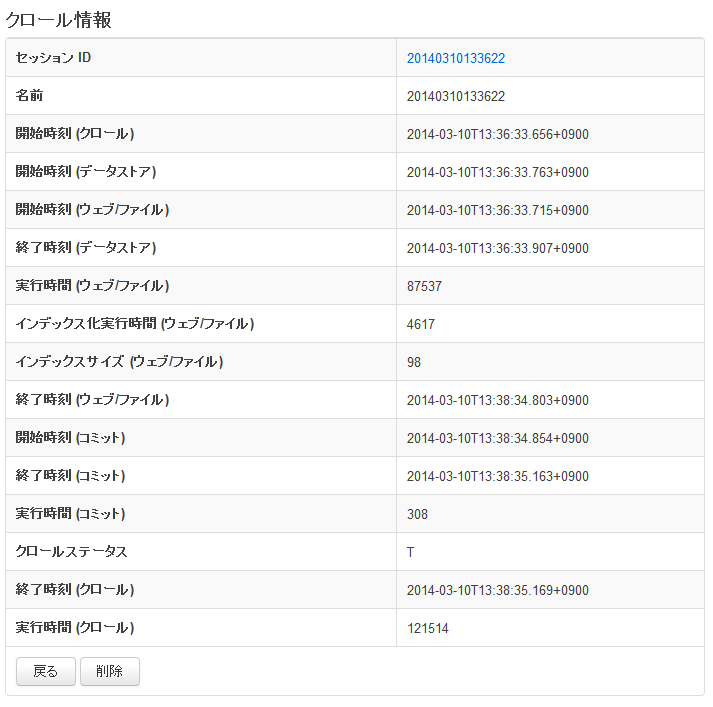 クロール情報
セッション ID 20140310133622
名前 20140310133622
開始時刻 (クロール) 2014-03-10T13:36:33.656+0900
開始時刻 (データストア) 2014-03-10T13:36:33.763+0900
開始時刻 (ウェブ/ファイル) 2014-03-10T13:36:33.715+0900
終了時刻 (データストア) 2014-03-10T13:36:33.907+0900
実行時間 (ウェブ/ファイル) 87537
インデックス化実行時間 (ウェブ/ファイル) 4617
インデックスサイズ (ウェブ/ファイル) 98
終了時刻 (ウェブ/ファイル) 2014-03-10T13:38:34.803+0900
開始時刻 (コミット) 2014-03-10T13:38:34.854+0900
終了時刻 (コミット) 2014-03-10T13:38:35.163+0900
実行時間 (コミット) 308
クロールステータス T
終了時刻 (クロール) 2014-03-10T13:38:35.169+0900
実行時間 (クロール) 121514
戻る 削除